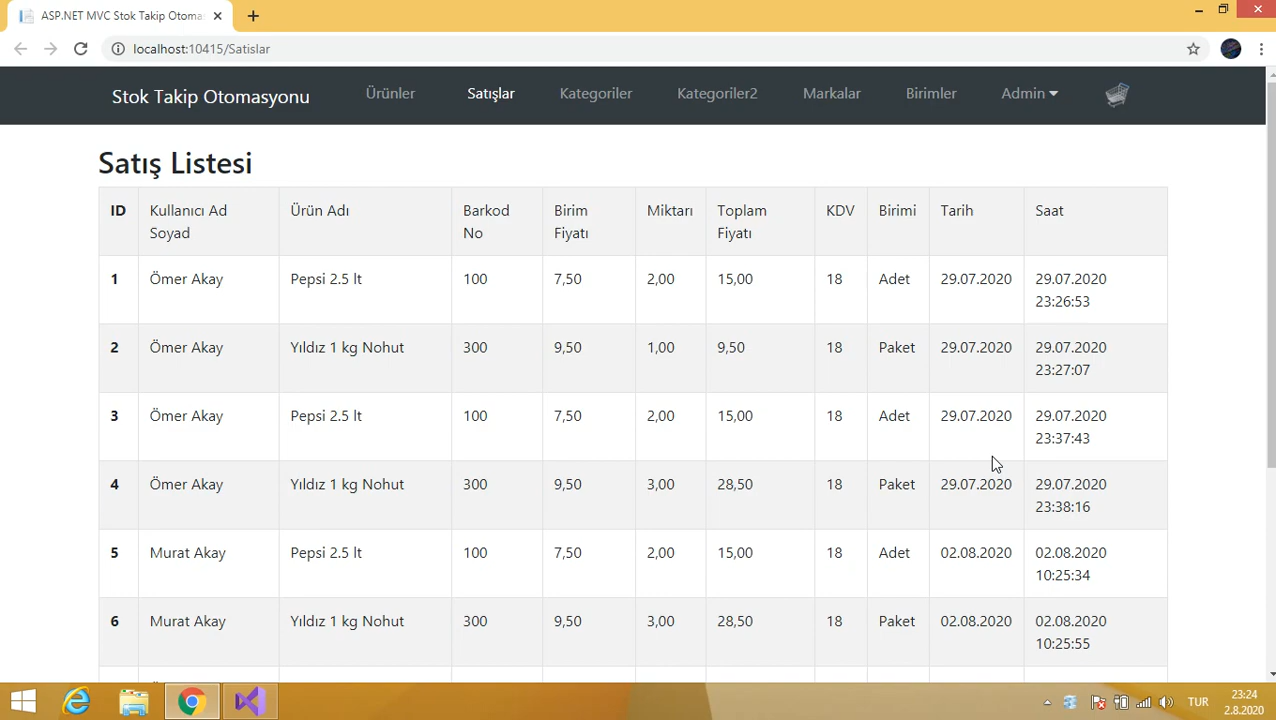 ASP.NET MVC Stok Takip Otoma
localhost:10415/Satislar
Stok Takip Otomasyonu Ürünler Satışlar Kategoriler Kategoriler2 Markalar Birimler Admin
Satış Listesi
ID Kullanıcı Ad Soyad Ürün Adı Barkod No Birim Fiyatı Miktarı Toplam Fiyatı KDV Birimi Tarih Saat
1 Ömer Akay Pepsi 2.5 lt 100 7,50 2,00 15,00 18 Adet 29.07.2020 29.07.2020 23:26:53
2 Ömer Akay Yıldız 1 kg Nohut 300 9,50 1,00 9,50 18 Paket 29.07.2020 29.07.2020 23:27:07
3 Ömer Akay Pepsi 2.5 lt 100 7,50 2,00 15,00 18 Adet 29.07.2020 29.07.2020 23:37:43
4 Ömer Akay Yıldız 1 kg Nohut 300 9,50 3,00 28,50 18 Paket 29.07.2020 29.07.2020 23:38:16
5 Murat Akay Pepsi 2.5 lt 100 7,50 2,00 15,00 18 Adet 02.08.2020 02.08.2020 10:25:34
6 Murat Akay Yıldız 1 kg Nohut 300 9,50 3,00 28,50 18 Paket 02.08.2020 02.08.2020 10:25:55
TUR 23:24
2.8.2020